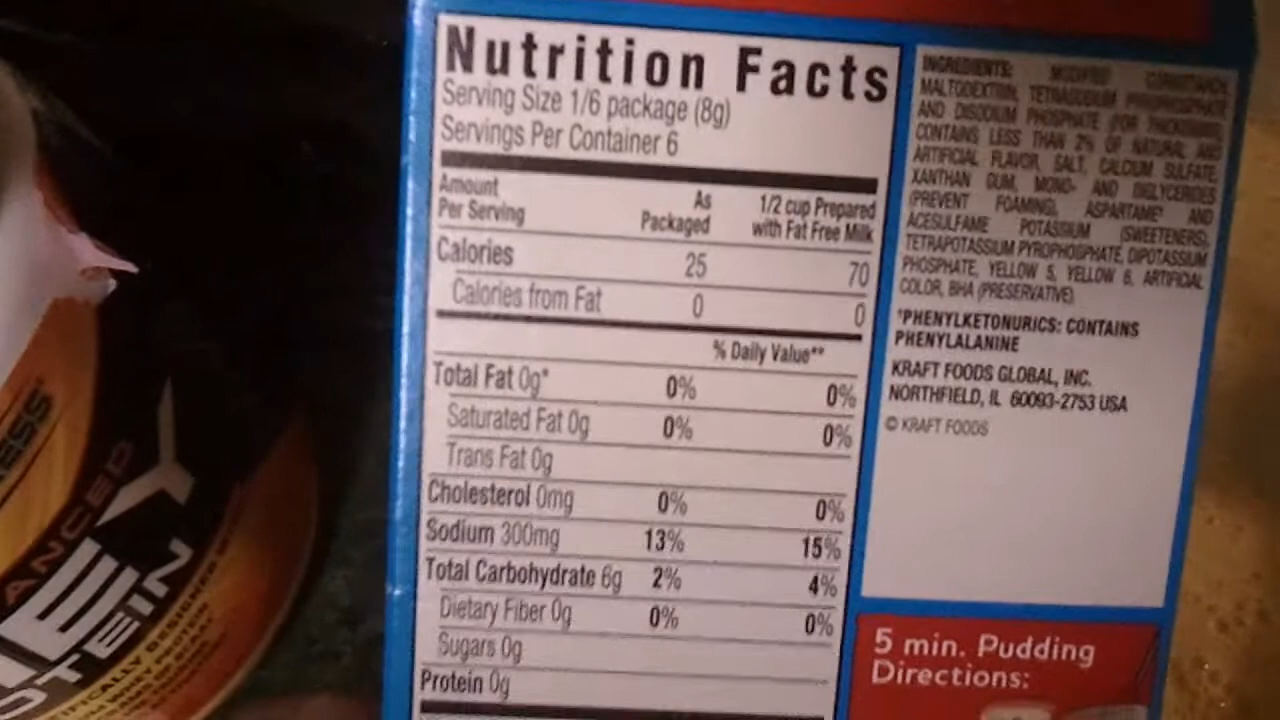 Nutrition Facts
Serving Size 1/6 package (8g)
Servings Per Container 6
Amount Per Serving As Packaged 1/2 cup Prepared with Fat Free Milk
Calories 25 70
Calories from Fat 0 0
% Daily Value**
Total Fat 0g* 0% 0%
Saturated Fat 0g 0% 0%
Trans Fat 0g
Cholesterol 0mg 0% 0%
Sodium 300mg 13% 15%
Total Carbohydrate 6g 2% 4%
Dietary Fiber 0g 0% 0%
Sugars 0g
Protein 0g
INGREDIENTS: MODIFIED CORNSTARCH,
MALTODEXTRIN, TETRASODIUM PYROPHOSPHATE
AND DISODIUM PHOSPHATE (FOR THICKENING),
CONTAINS LESS THAN 2% OF NATURAL AND
ARTIFICIAL FLAVOR, SALT, CALCIUM SULFATE,
XANTHAN GUM, MONO- AND DIGLYCERIDES
(PREVENT FOAMING), ASPARTAME* AND
ACESULFAME POTASSIUM (SWEETENERS),
TETRAPOTASSIUM PYROPHOSPHATE, DIPOTASSIUM
PHOSPHATE, YELLOW 5, YELLOW 6, ARTIFICIAL
COLOR, BHA (PRESERVATIVE).
*PHENYLKETONURICS: CONTAINS
PHENYLALANINE
KRAFT FOODS GLOBAL, INC.
NORTHFIELD, IL 60093-2753 USA
© KRAFT FOODS
5 min. Pudding
Directions: